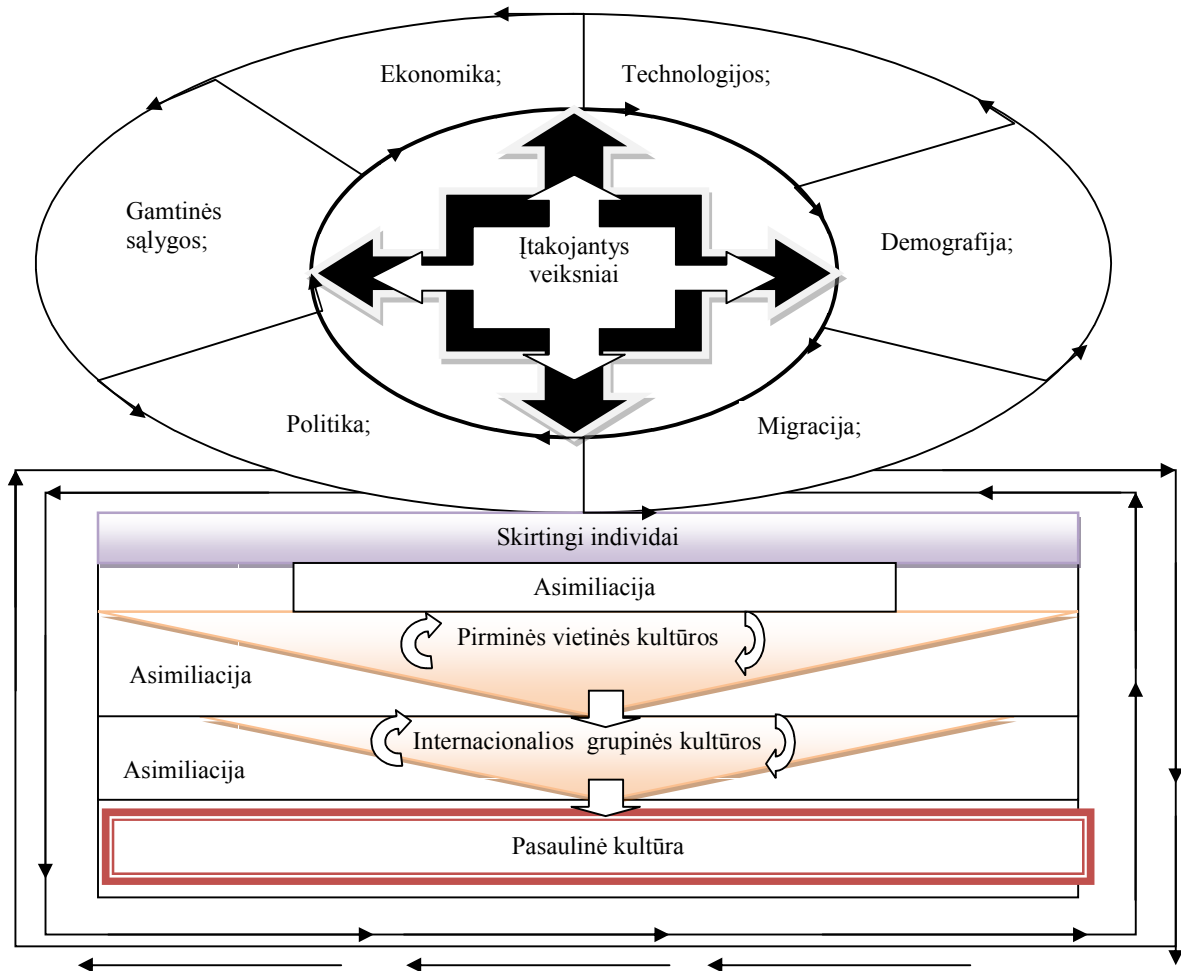 Ekonomika;
Technologijos;
Gamtinės
sąlygos;
Įtakojantys
veiksniai
Demografija;
Politika;
Migracija;
Skirtingi individai
Asimiliacija
Pirminės vietinės kultūros
Asimiliacija
Internacionalios grupinės kultūros
Asimiliacija
Pasaulinė kultūra